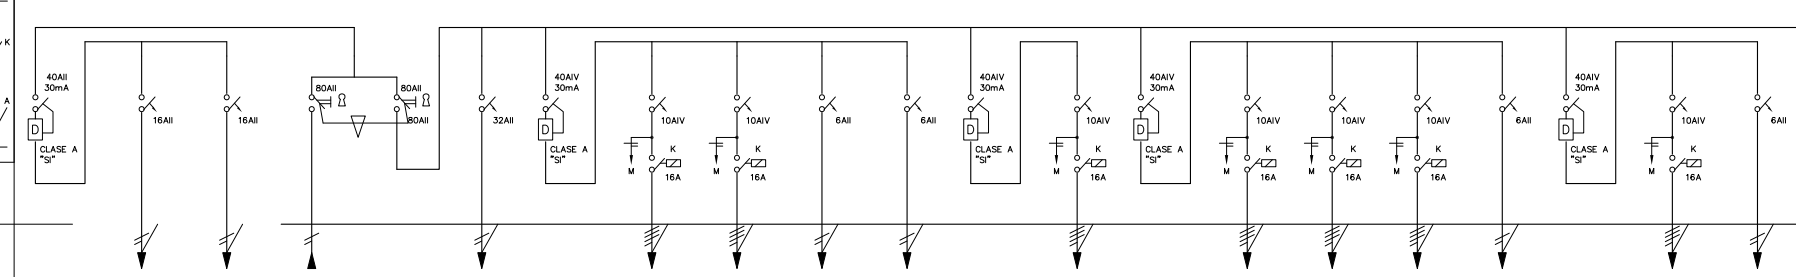 K
A
40AII
30mA
D
CLASE A
"SI"
16AII
16AII
80AII
80AII
80AII
32AII
40AIV
30mA
D
CLASE A
"SI"
10AIV
M
K
16A
10AIV
M
K
16A
6AII
6AII
40AIV
30mA
D
CLASE A
"SI"
10AIV
M
K
16A
40AIV
30mA
D
CLASE A
"SI"
10AIV
M
K
16A
10AIV
M
K
16A
10AIV
M
K
16A
6AII
40AIV
30mA
D
CLASE A
"SI"
10AIV
M
K
16A
6AII